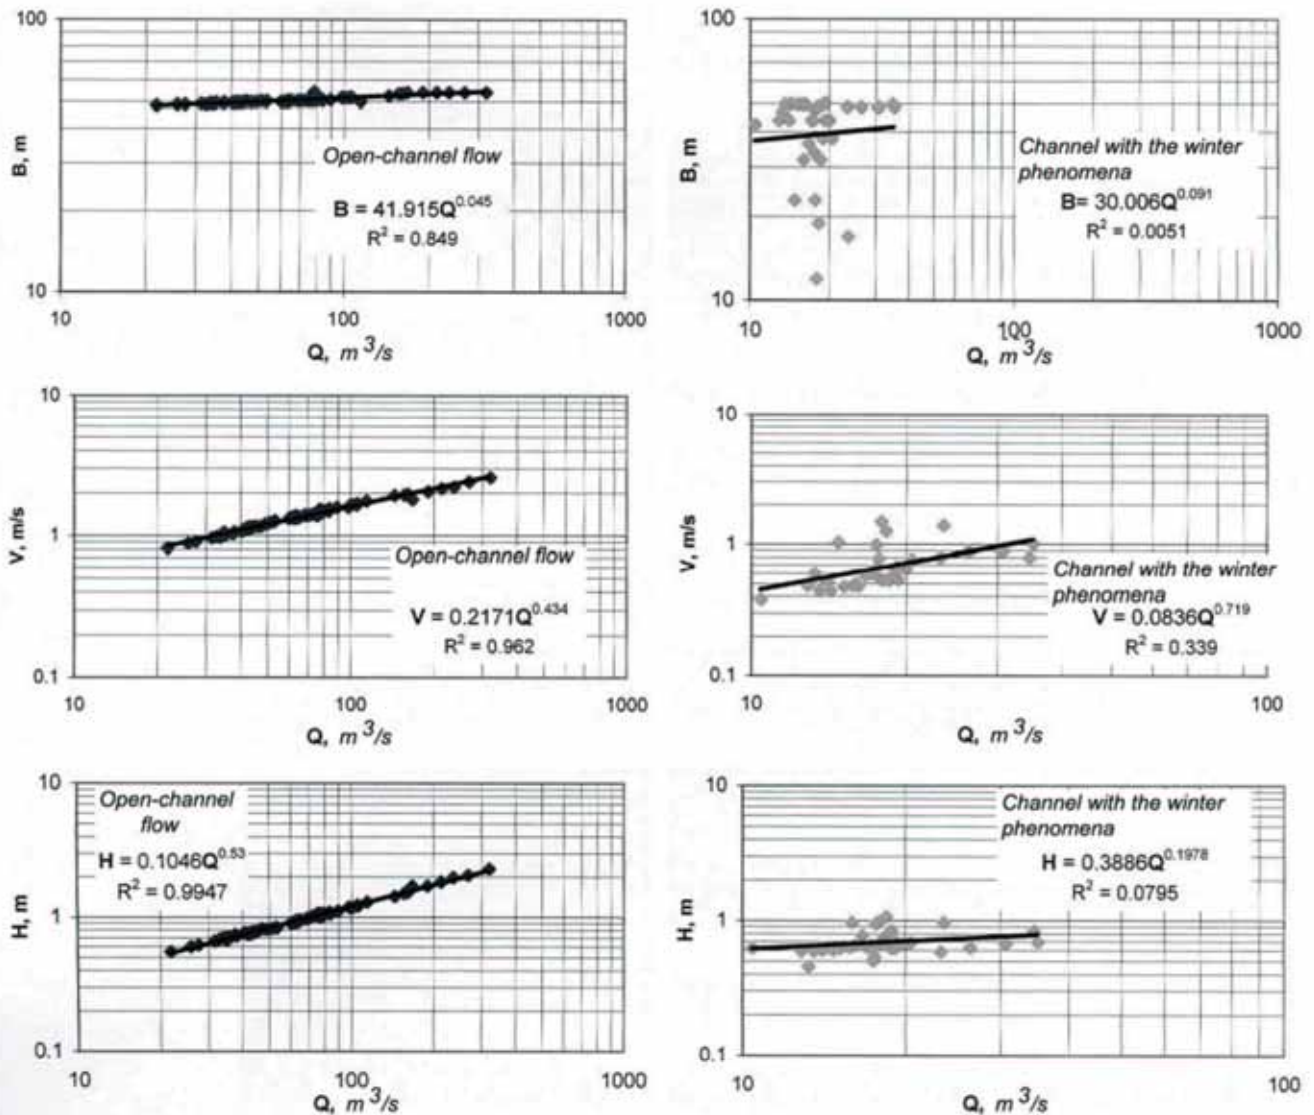 100
B, m
Open-channel flow
B = 41.915Q^0.045
R² = 0.849
10
10 100 1000
Q, m³/s
100
B, m
Channel with the winter
phenomena
B= 30.006Q^0.091
R² = 0.0051
10
10 100 1000
Q, m³/s
10
V, m/s
1
Open-channel flow
V = 0.2171Q^0.434
R² = 0.962
0.1
10 100 1000
Q, m³/s
10
V, m/s
1
Channel with the winter
phenomena
V = 0.0836Q^0.719
R² = 0.339
0.1
10 100
Q, m³/s
10
Open-channel
flow
H = 0.1046Q^0.53
R² = 0.9947
H, m
1
0.1
10 100 1000
Q, m³/s
10
Channel with the winter
phenomena
H = 0.3886Q^0.1978
R² = 0.0795
H, m
1
0.1
10 100
Q, m³/s